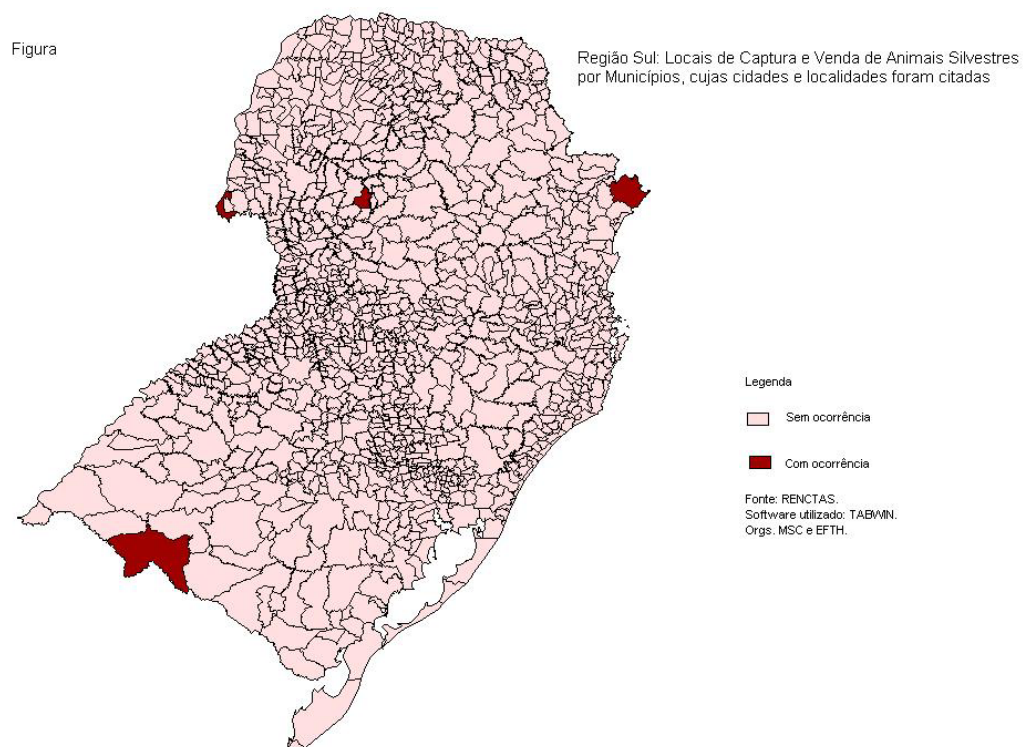 Figura
Região Sul: Locais de Captura e Venda de Animais Silvestres
por Municípios, cujas cidades e localidades foram citadas
Legenda
Sem ocorrência
Com ocorrência
Fonte: RENCTAS.
Software utilizado: TABWIN.
Orgs. MSC e EFTH.